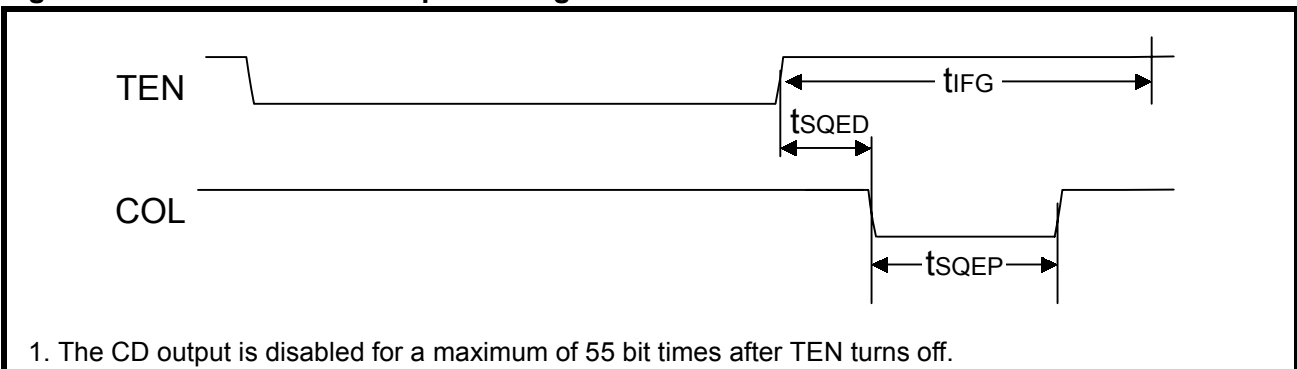 TEN
tIFG
tSQED
COL
tSQEP
1. The CD output is disabled for a maximum of 55 bit times after TEN turns off.